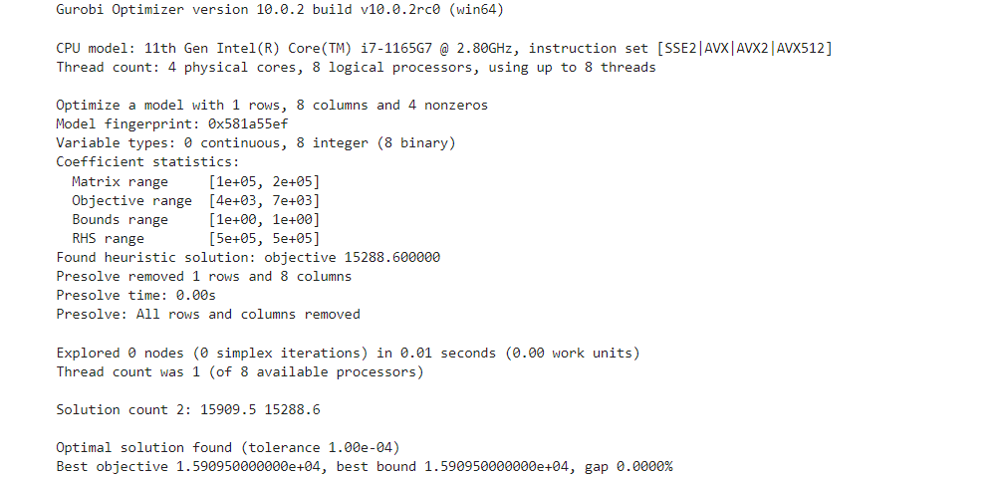 Gurobi Optimizer version 10.0.2 build v10.0.2rc0 (win64)
CPU model: 11th Gen Intel(R) Core(TM) i7-1165G7 @ 2.80GHz, instruction set [SSE2|AVX|AVX2|AVX512]
Thread count: 4 physical cores, 8 logical processors, using up to 8 threads
Optimize a model with 1 rows, 8 columns and 4 nonzeros
Model fingerprint: 0x581a55ef
Variable types: 0 continuous, 8 integer (8 binary)
Coefficient statistics:
  Matrix range     [1e+05, 2e+05]
  Objective range  [4e+03, 7e+03]
  Bounds range     [1e+00, 1e+00]
  RHS range        [5e+05, 5e+05]
Found heuristic solution: objective 15288.600000
Presolve removed 1 rows and 8 columns
Presolve time: 0.00s
Presolve: All rows and columns removed
Explored 0 nodes (0 simplex iterations) in 0.01 seconds (0.00 work units)
Thread count was 1 (of 8 available processors)
Solution count 2: 15909.5 15288.6
Optimal solution found (tolerance 1.00e-04)
Best objective 1.590950000000e+04, best bound 1.590950000000e+04, gap 0.0000%